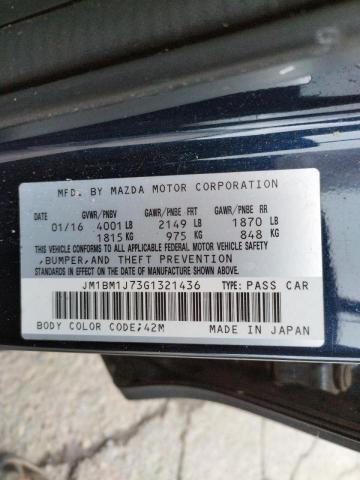 MFD. BY MAZDA MOTOR CORPORATION
DATE GVWR/PNBV GAWR/PNBE FRT GAWR/PNBE RR
01/16 4001 LB 2149 LB 1870 LB
1815 KG 975 KG 848 KG
THIS VEHICLE CONFORMS TO ALL APPLICABLE FEDERAL MOTOR VEHICLE SAFETY
,BUMPER,AND THEFT PREVENTION
STANDARDS IN EFFECT ON THE DATE OF MANUFACTURE SHOWN ABOVE.
JM1BM1J73G1321436 TYPE:PASS CAR
BODY COLOR CODE;42M MADE IN JAPAN